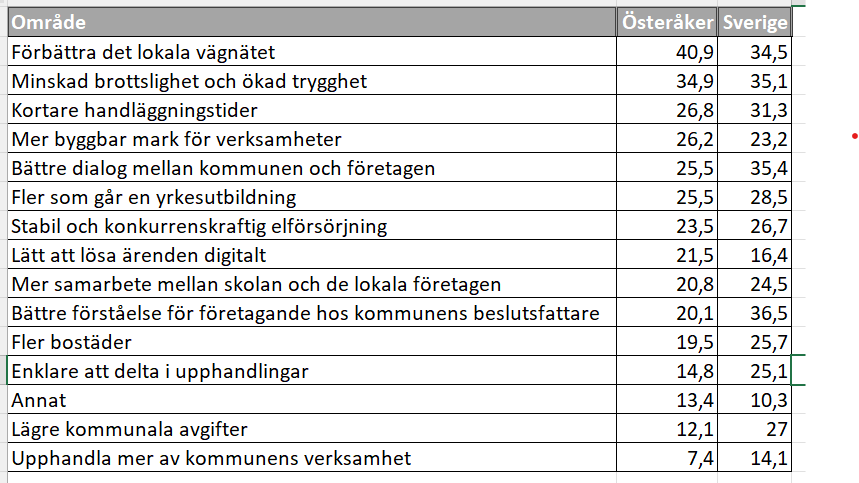 Område Österåker Sverige
Förbättra det lokala vägnätet 40,9 34,5
Minskad brottslighet och ökad trygghet 34,9 35,1
Kortare handläggningstider 26,8 31,3
Mer byggbar mark för verksamheter 26,2 23,2
Bättre dialog mellan kommunen och företagen 25,5 35,4
Fler som går en yrkesutbildning 25,5 28,5
Stabil och konkurrenskraftig elförsörjning 23,5 26,7
Lätt att lösa ärenden digitalt 21,5 16,4
Mer samarbete mellan skolan och de lokala företagen 20,8 24,5
Bättre förståelse för företagande hos kommunens beslutsfattare 20,1 36,5
Fler bostäder 19,5 25,7
Enklare att delta i upphandlingar 14,8 25,1
Annat 13,4 10,3
Lägre kommunala avgifter 12,1 27
Upphandla mer av kommunens verksamhet 7,4 14,1